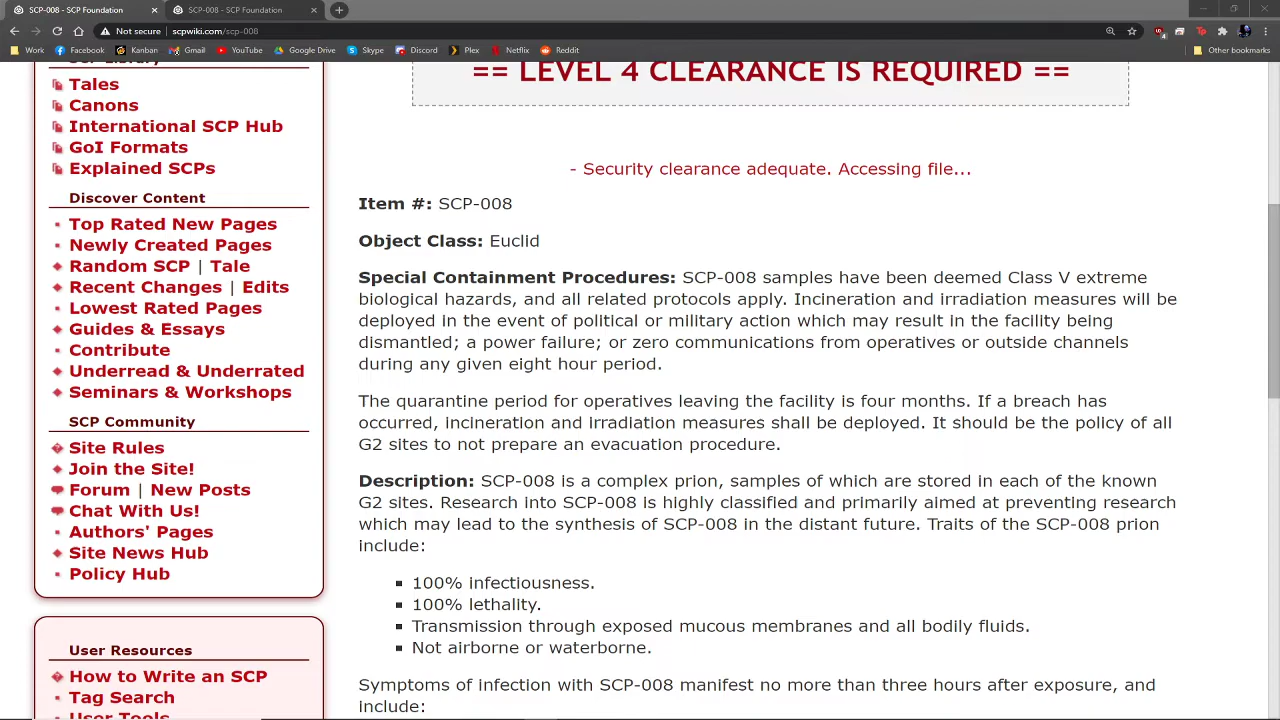 SCP-008 - SCP Foundation
SCP-008 - SCP Foundation
Not secure | scpwiki.com/scp-008
Work
Facebook
Kanban
Gmail
YouTube
Google Drive
Skype
Discord
Plex
Netflix
Reddit
Other bookmarks
SCP Library
Tales
Canons
International SCP Hub
GoI Formats
Explained SCPs
Discover Content
Top Rated New Pages
Newly Created Pages
Random SCP | Tale
Recent Changes | Edits
Lowest Rated Pages
Guides & Essays
Contribute
Underread & Underrated
Seminars & Workshops
SCP Community
Site Rules
Join the Site!
Forum | New Posts
Chat With Us!
Authors' Pages
Site News Hub
Policy Hub
User Resources
How to Write an SCP
Tag Search
User Tools
== LEVEL 4 CLEARANCE IS REQUIRED ==
- Security clearance adequate. Accessing file...
Item #: SCP-008
Object Class: Euclid
Special Containment Procedures: SCP-008 samples have been deemed Class V extreme
biological hazards, and all related protocols apply. Incineration and irradiation measures will be
deployed in the event of political or military action which may result in the facility being
dismantled; a power failure; or zero communications from operatives or outside channels
during any given eight hour period.
The quarantine period for operatives leaving the facility is four months. If a breach has
occurred, incineration and irradiation measures shall be deployed. It should be the policy of all
G2 sites to not prepare an evacuation procedure.
Description: SCP-008 is a complex prion, samples of which are stored in each of the known
G2 sites. Research into SCP-008 is highly classified and primarily aimed at preventing research
which may lead to the synthesis of SCP-008 in the distant future. Traits of the SCP-008 prion
include:
100% infectiousness.
100% lethality.
Transmission through exposed mucous membranes and all bodily fluids.
Not airborne or waterborne.
Symptoms of infection with SCP-008 manifest no more than three hours after exposure, and
include: